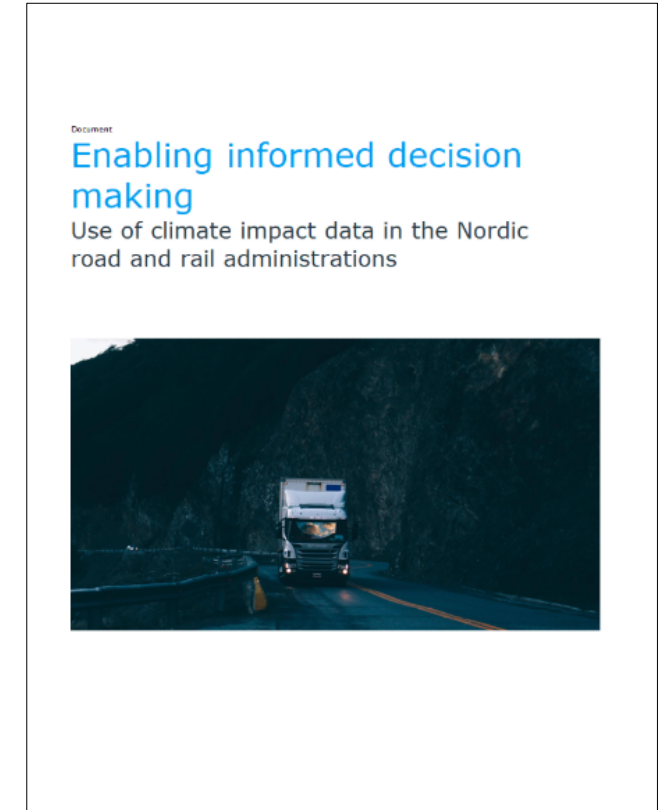 Document
Enabling informed decision
making
Use of climate impact data in the Nordic
road and rail administrations